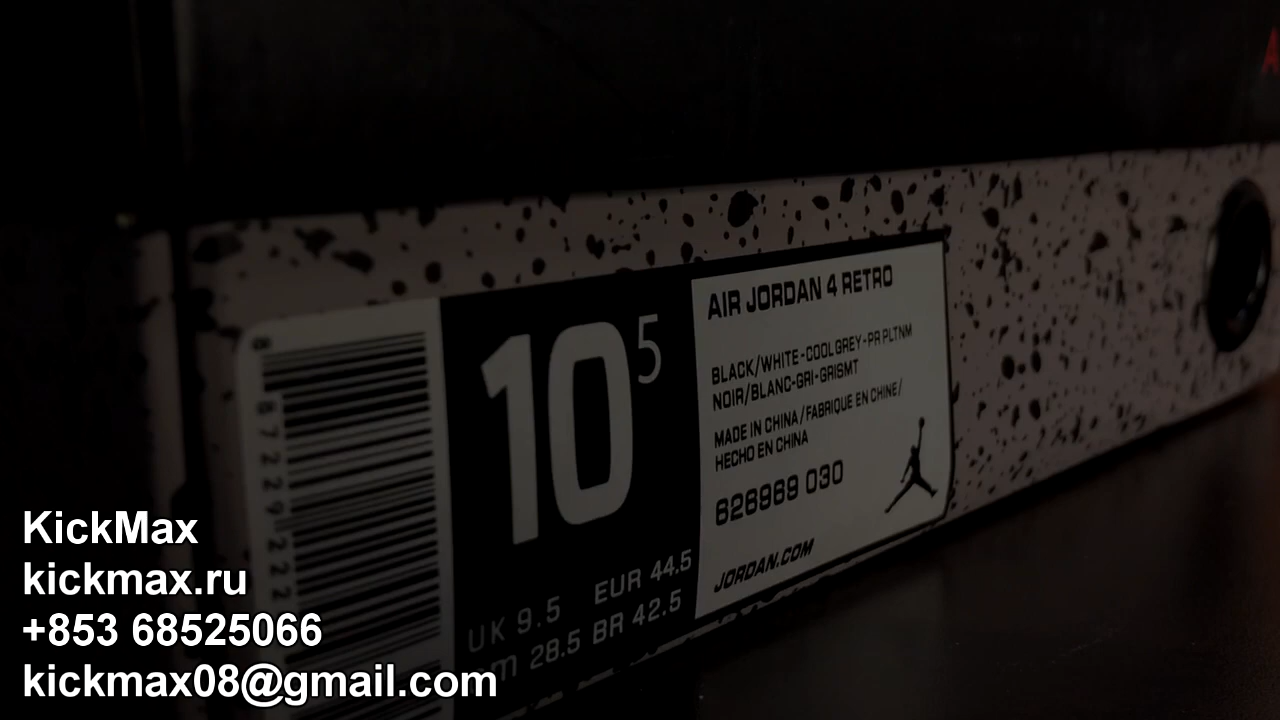 10 5
UK 9.5 EUR 44.5
cm 28.5 BR 42.5
AIR JORDAN 4 RETRO
BLACK/WHITE-COOL GREY-PR PLTNM
NOIR/BLANC-GRI-GRISMT
MADE IN CHINA/FABRIQUE EN CHINE/
HECHO EN CHINA
626969 030
JORDAN.COM
KickMax
kickmax.ru
+853 68525066
kickmax08@gmail.com